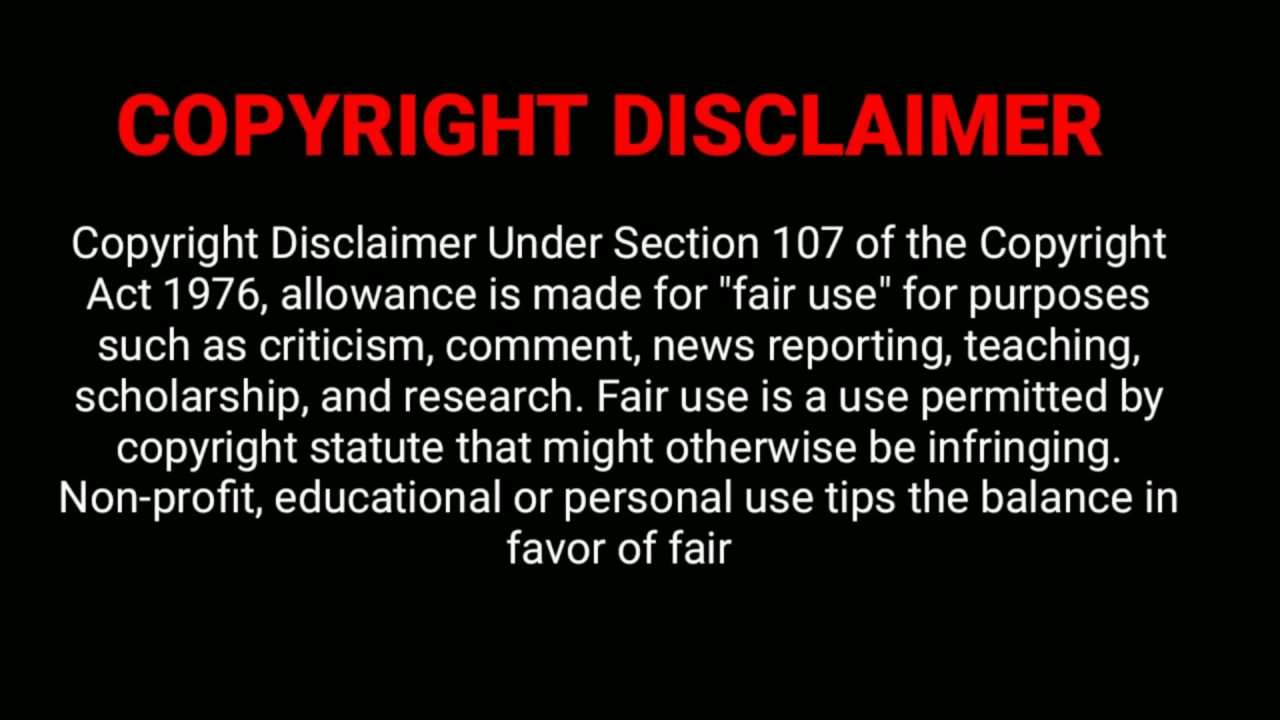 COPYRIGHT DISCLAIMER
Copyright Disclaimer Under Section 107 of the Copyright
Act 1976, allowance is made for "fair use" for purposes
such as criticism, comment, news reporting, teaching,
scholarship, and research. Fair use is a use permitted by
copyright statute that might otherwise be infringing.
Non-profit, educational or personal use tips the balance in
favor of fair